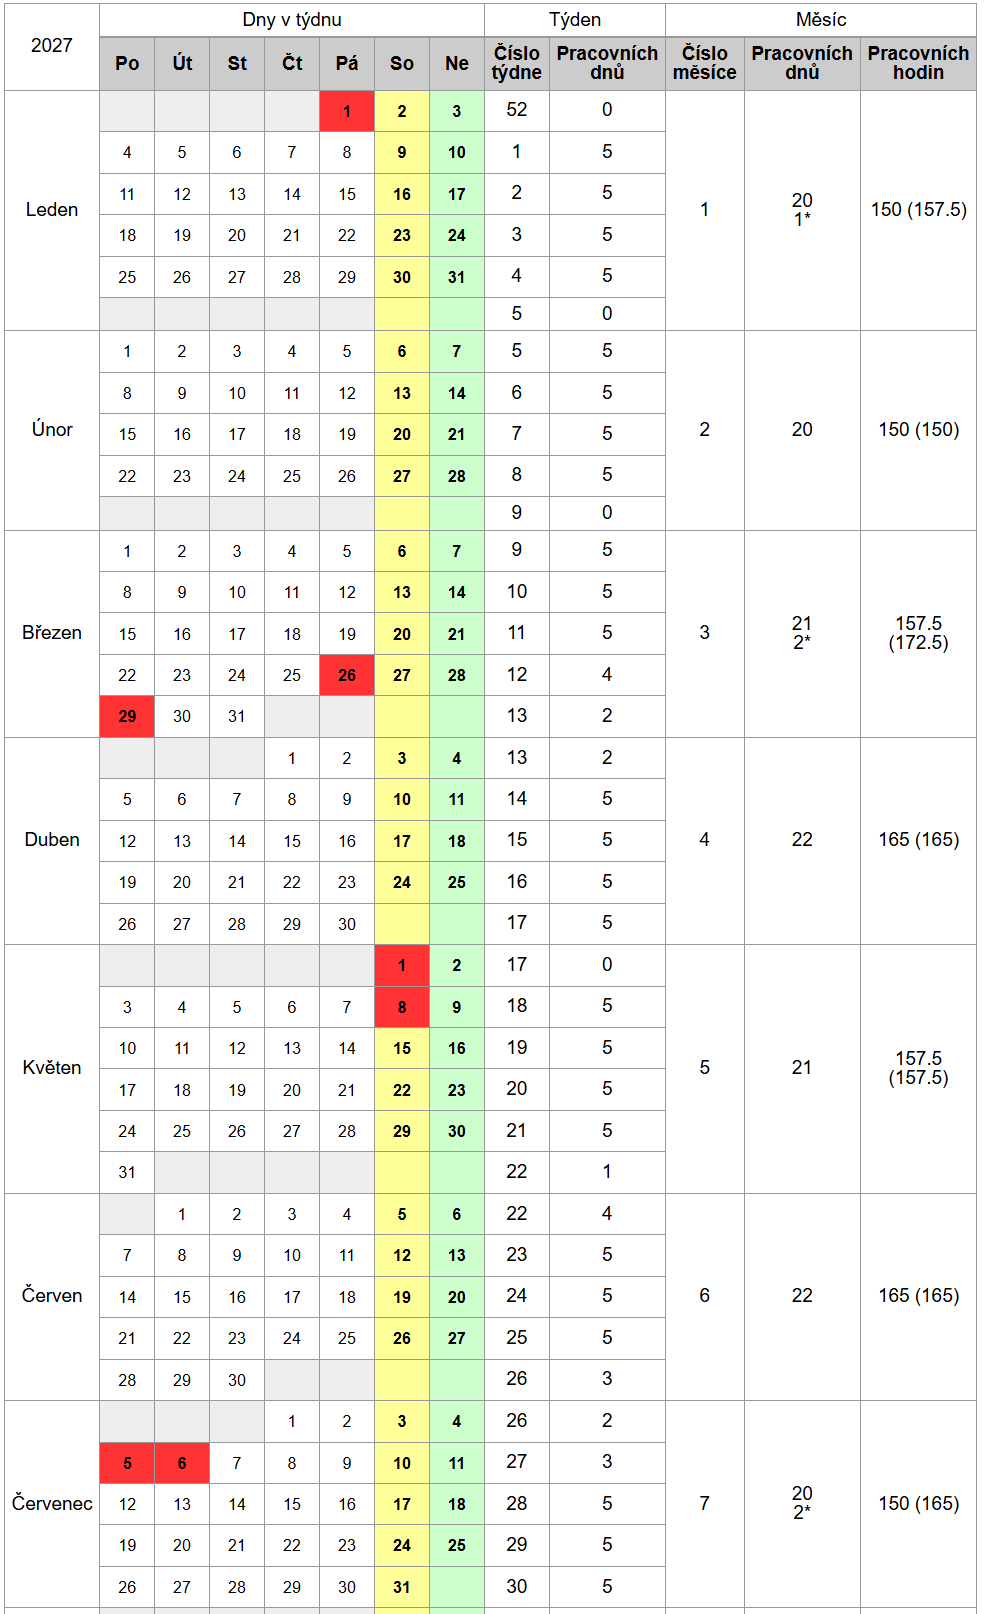 2027 Dny v týdnu Týden Měsíc
Po Út St Čt Pá So Ne Číslo týdne Pracovních dnů Číslo měsíce Pracovních dnů Pracovních hodin
Leden
1 2 3 52 0
4 5 6 7 8 9 10 1 5
11 12 13 14 15 16 17 2 5
1 20 1* 150 (157.5)
18 19 20 21 22 23 24 3 5
25 26 27 28 29 30 31 4 5
5 0
Únor
1 2 3 4 5 6 7 5 5
8 9 10 11 12 13 14 6 5
15 16 17 18 19 20 21 7 5
2 20 150 (150)
22 23 24 25 26 27 28 8 5
9 0
Březen
1 2 3 4 5 6 7 9 5
8 9 10 11 12 13 14 10 5
15 16 17 18 19 20 21 11 5
3 21 2* 157.5 (172.5)
22 23 24 25 26 27 28 12 4
29 30 31 13 2
Duben
1 2 3 4 13 2
5 6 7 8 9 10 11 14 5
12 13 14 15 16 17 18 15 5
4 22 165 (165)
19 20 21 22 23 24 25 16 5
26 27 28 29 30 17 5
Květen
1 2 17 0
3 4 5 6 7 8 9 18 5
10 11 12 13 14 15 16 19 5
5 21 157.5 (157.5)
17 18 19 20 21 22 23 20 5
24 25 26 27 28 29 30 21 5
31 22 1
Červen
1 2 3 4 5 6 22 4
7 8 9 10 11 12 13 23 5
14 15 16 17 18 19 20 24 5
6 22 165 (165)
21 22 23 24 25 26 27 25 5
28 29 30 26 3
Červenec
1 2 3 4 26 2
5 6 7 8 9 10 11 27 3
12 13 14 15 16 17 18 28 5
7 20 2* 150 (165)
19 20 21 22 23 24 25 29 5
26 27 28 29 30 31 30 5